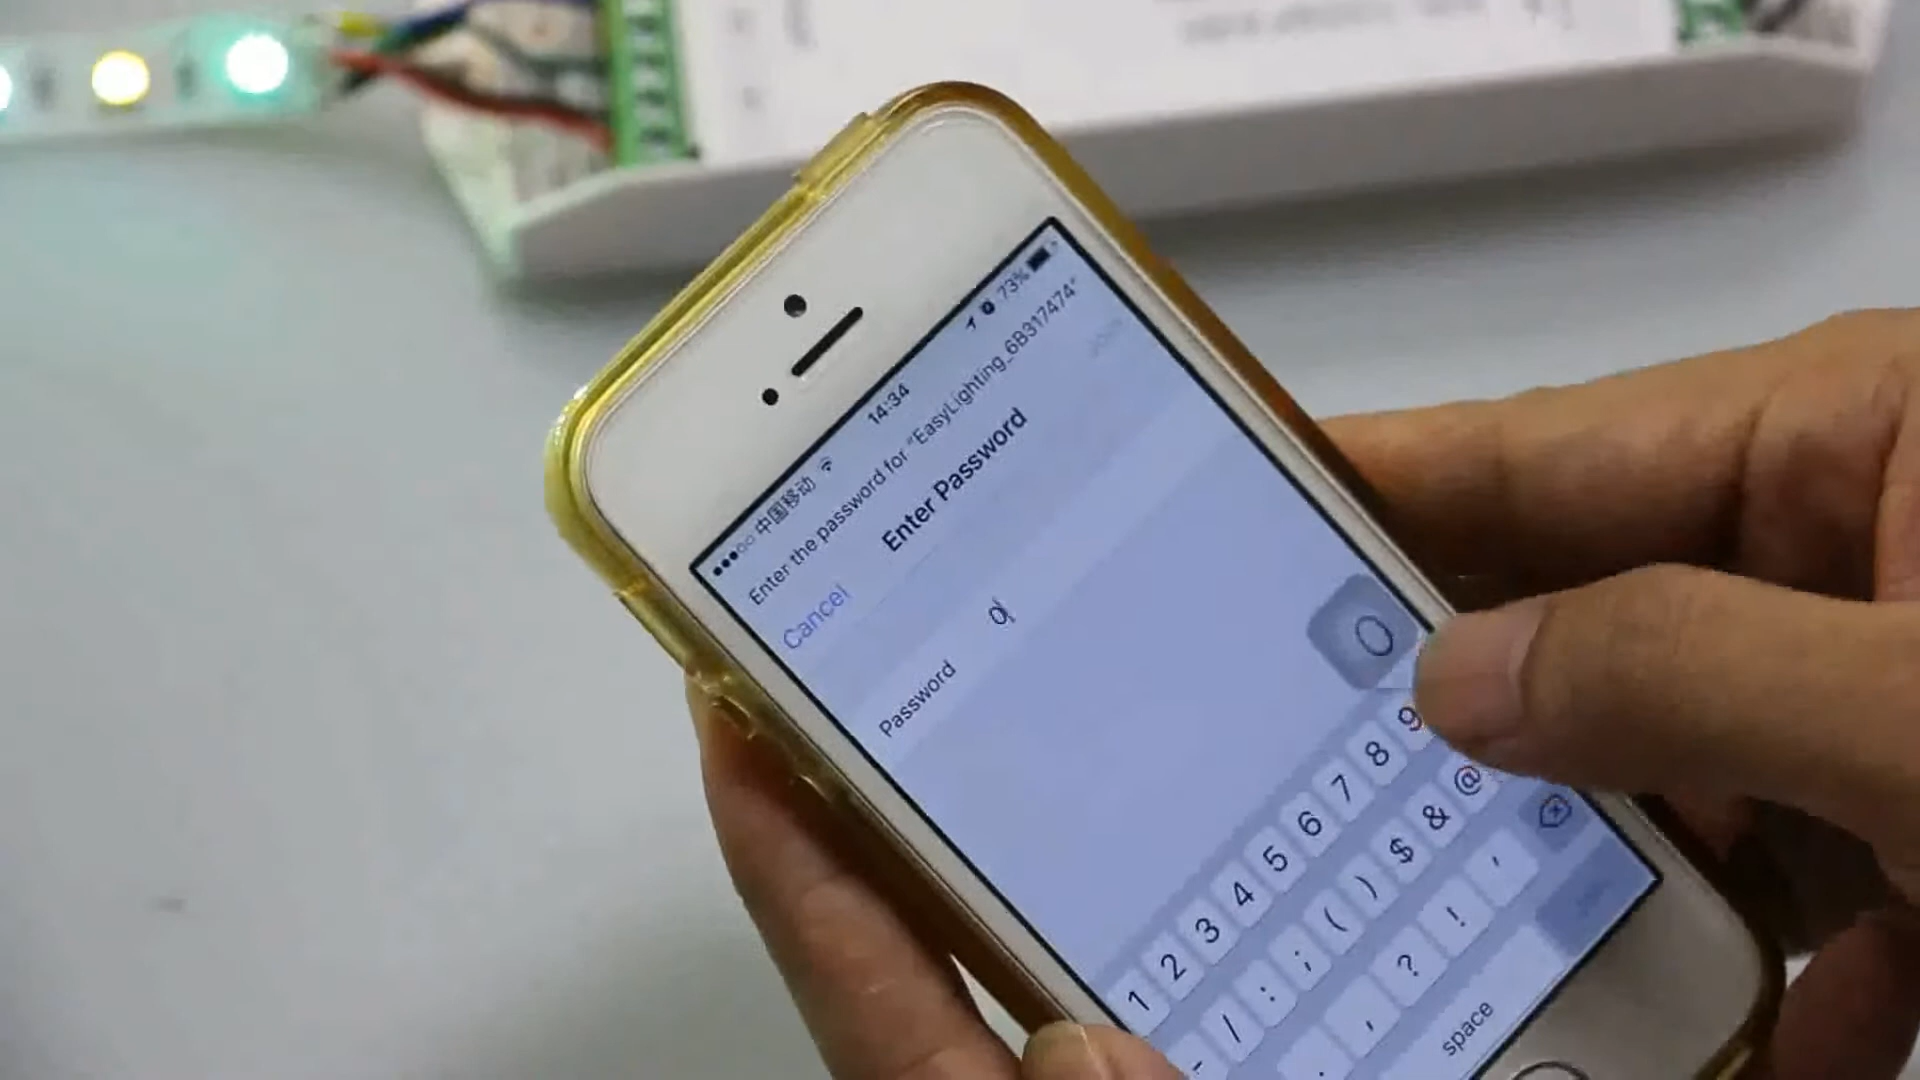 中国移动 14:34 73%
Enter the password for "EasyLighting_6B317474"
Cancel Enter Password Join
Password 0
0
1 2 3 4 5 6 7 8 9
- / : ; ( ) $ & @
. , ? ! '
space